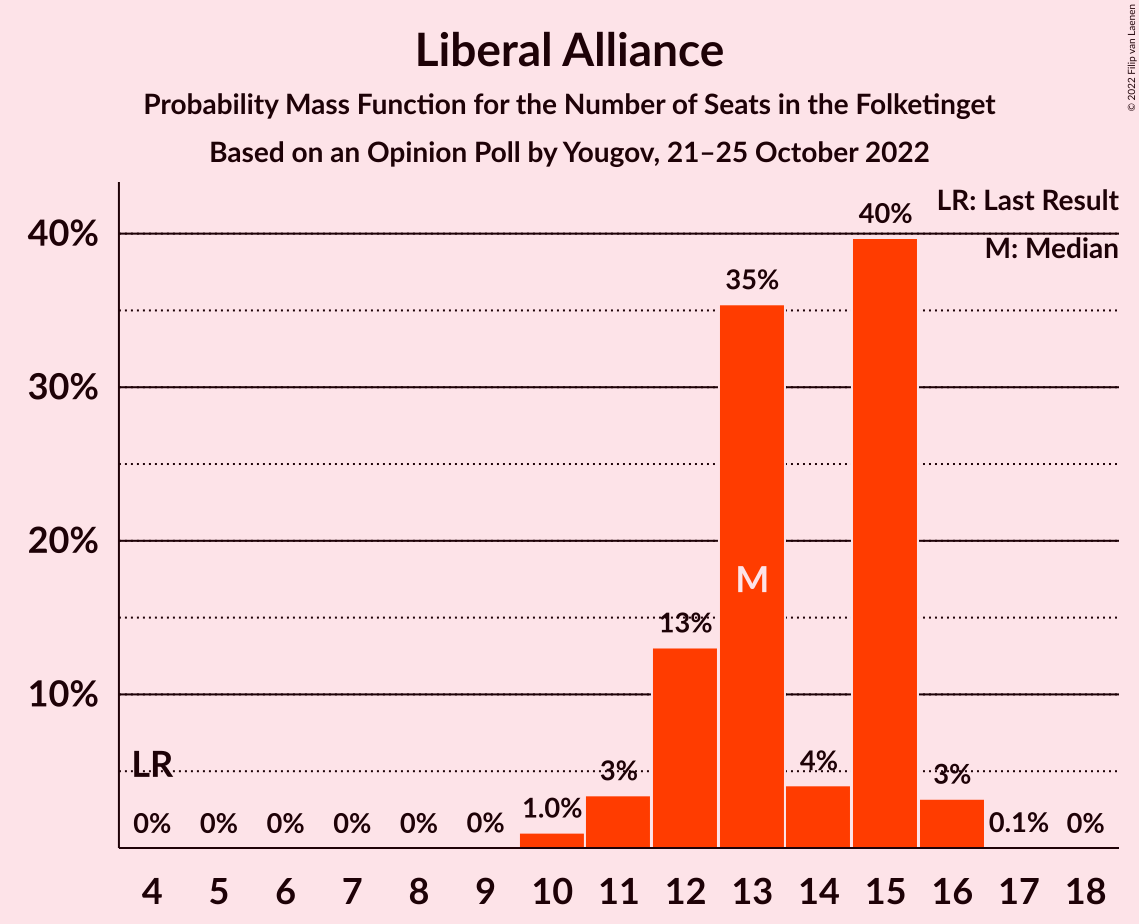 Liberal Alliance
Probability Mass Function for the Number of Seats in the Folketinget
Based on an Opinion Poll by Yougov, 21–25 October 2022
© 2022 Filip van Laenen
LR: Last Result
M: Median
40%
30%
20%
10%
LR
M
0%
0%
0%
0%
0%
0%
1.0%
3%
13%
35%
4%
40%
3%
0.1%
0%
4 5 6 7 8 9 10 11 12 13 14 15 16 17 18